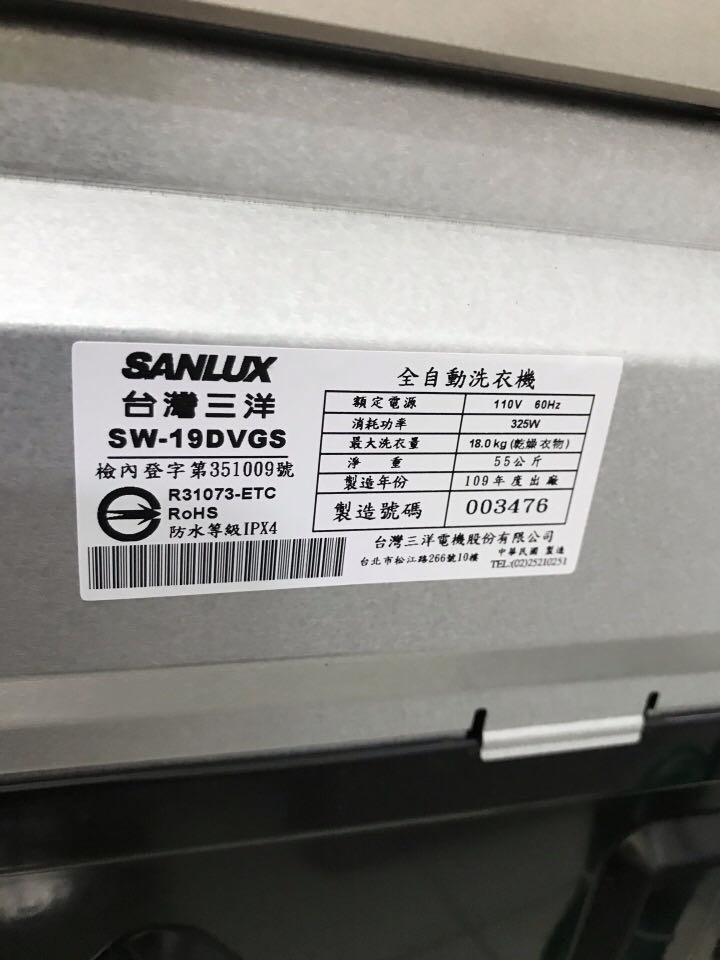 SANLUX
台灣三洋
SW-19DVGS
檢內登字第351009號
R31073-ETC
RoHS
防水等級IPX4
全自動洗衣機
額定電源 110V 60Hz
消耗功率 325W
最大洗衣量 18.0kg(乾燥衣物)
淨重 55公斤
製造年份 109年度出廠
製造號碼 003476
台灣三洋電機股份有限公司
台北市松江路266號10樓
中華民國 製造
TEL:(02)25210251